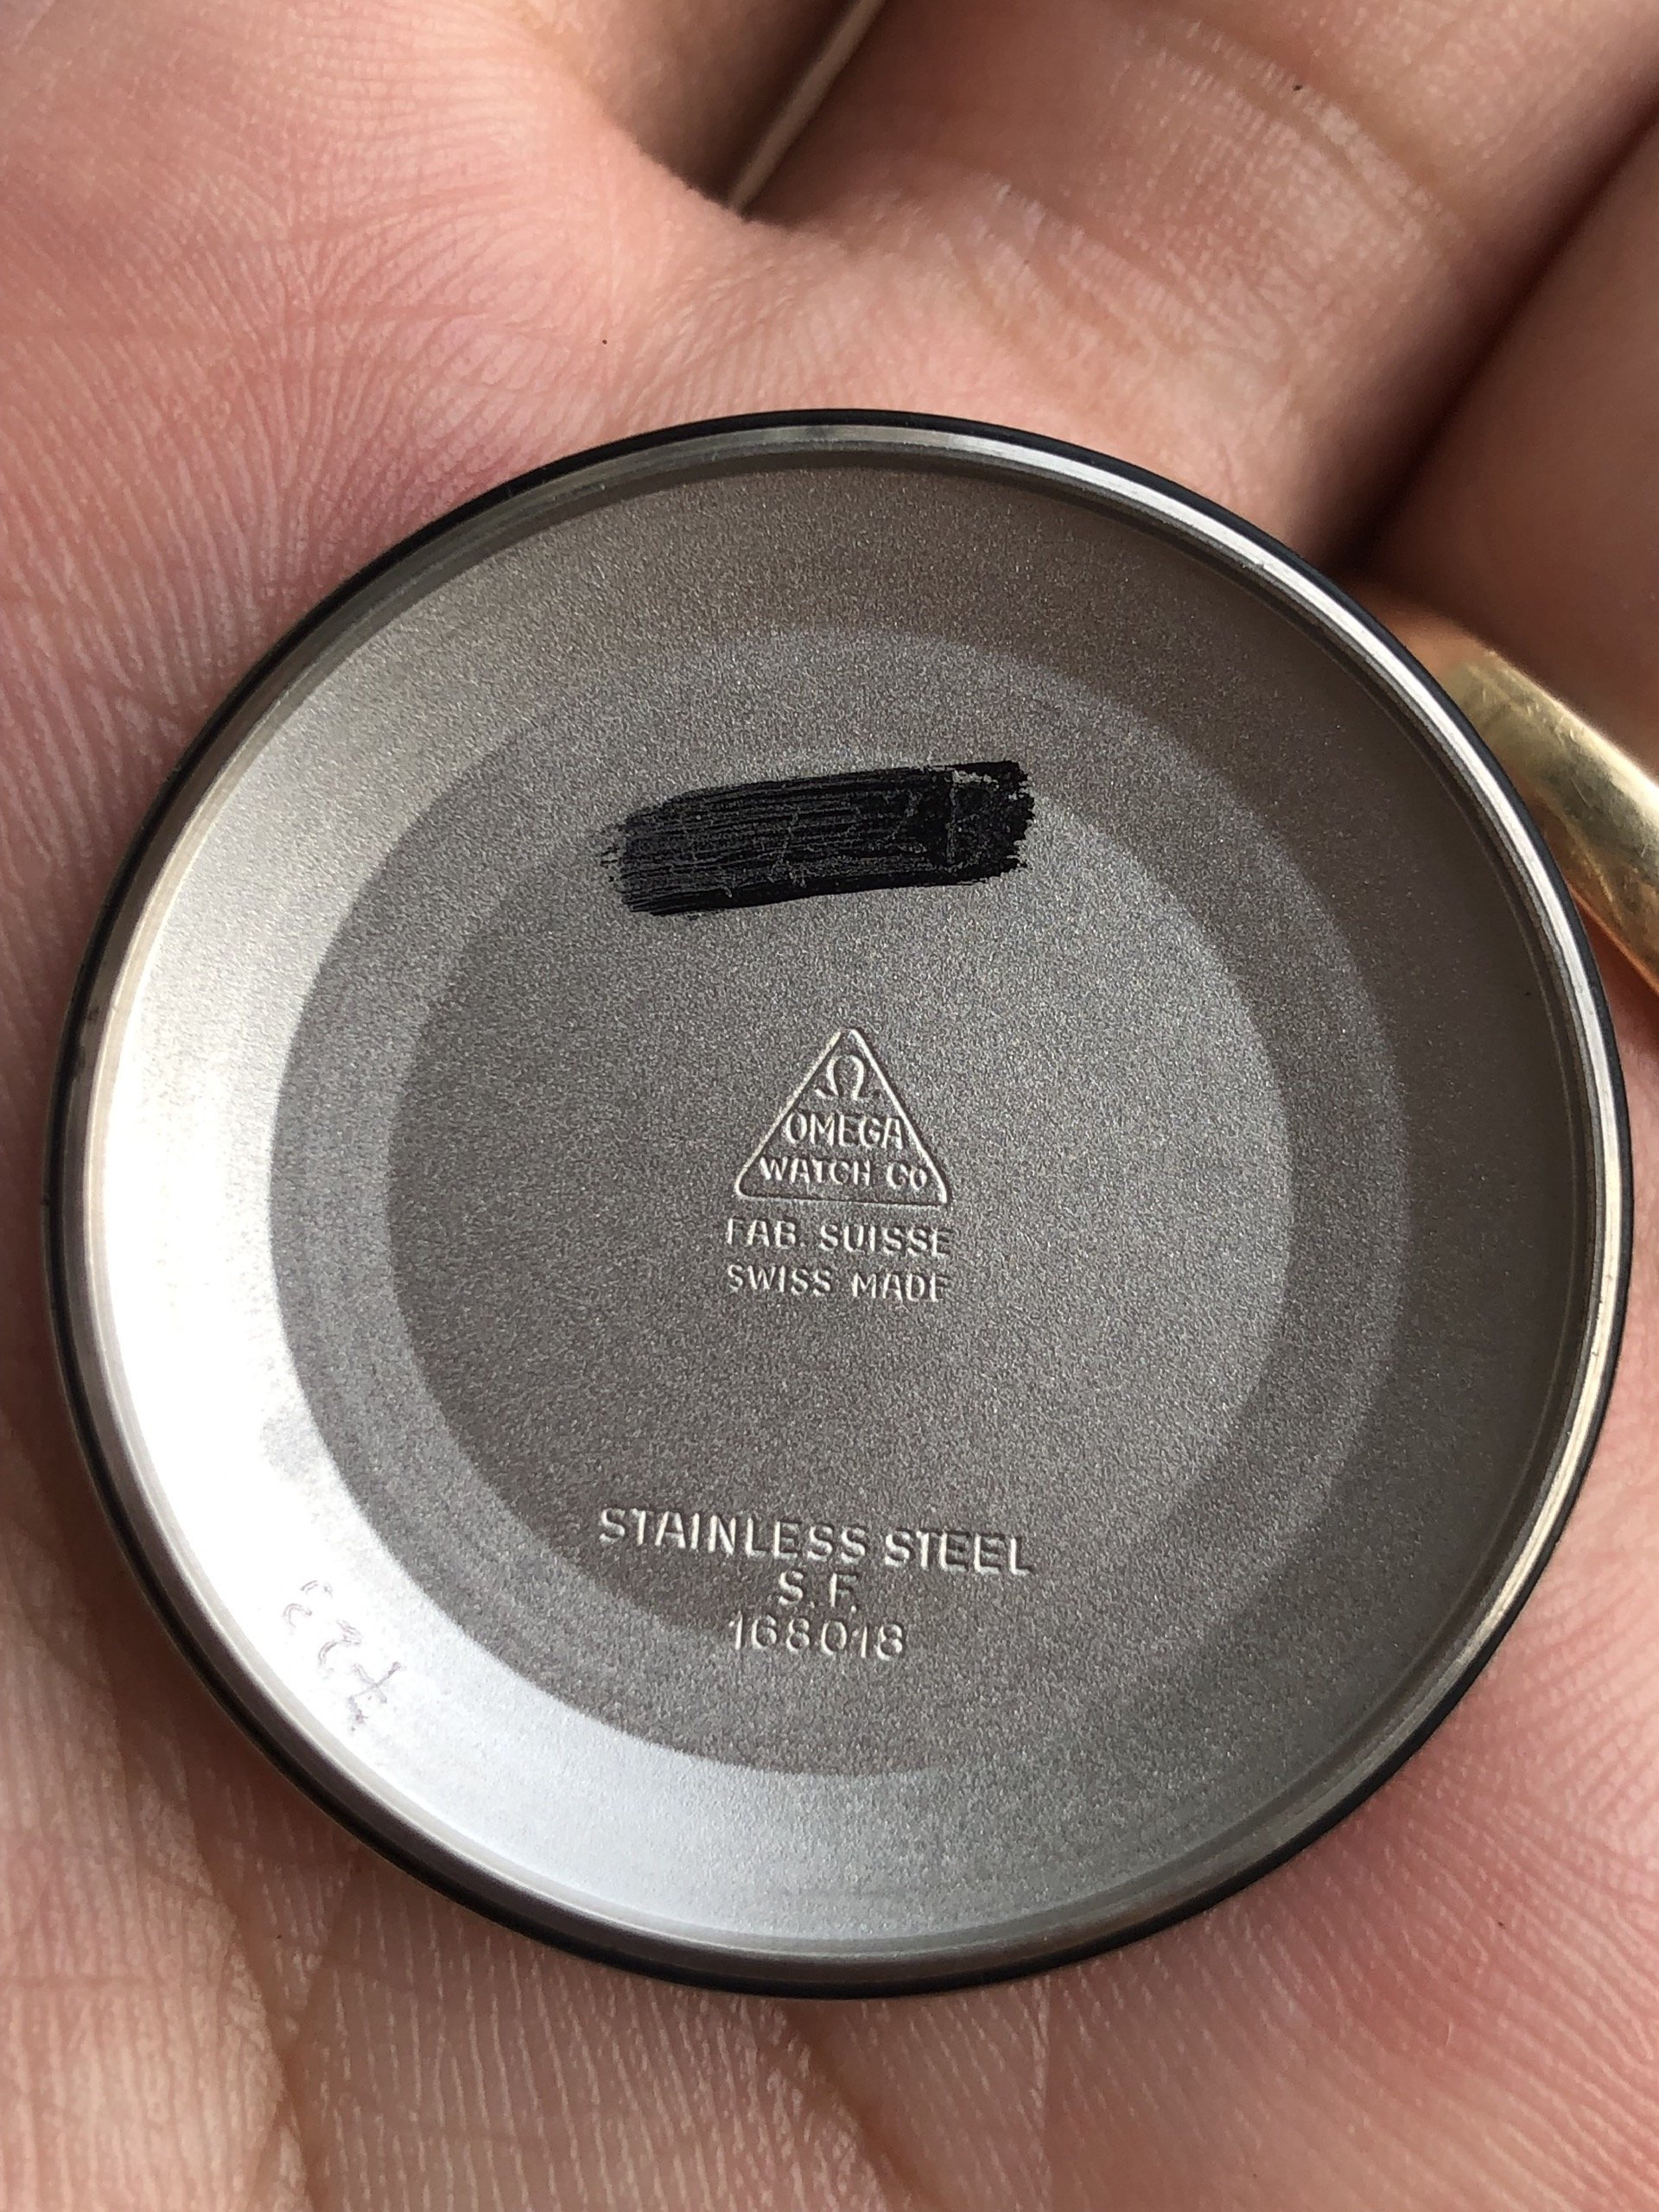 Ω
OMEGA
WATCH CO
FAB. SUISSE
SWISS MADE
STAINLESS STEEL
S.F.
168018